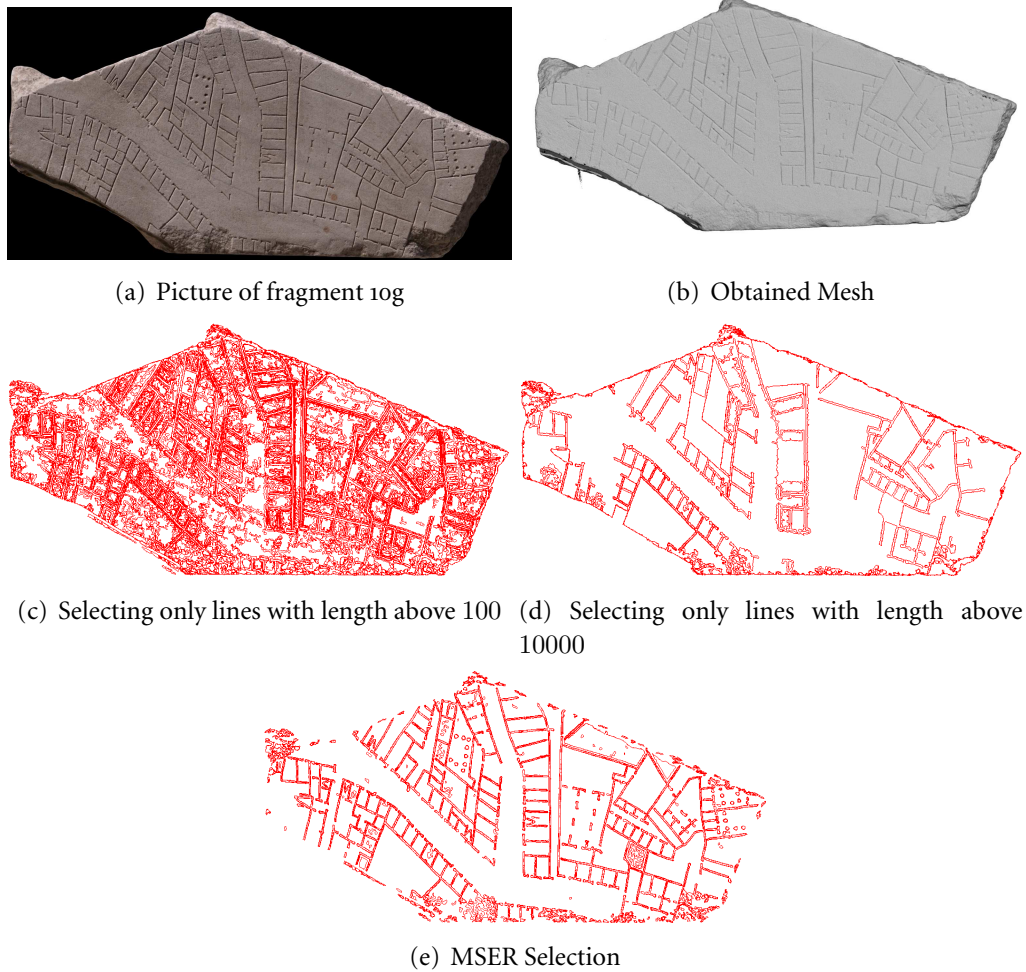 (a) Picture of fragment 10g
(b) Obtained Mesh
(c) Selecting only lines with length above 100
(d) Selecting only lines with length above
10000
(e) MSER Selection